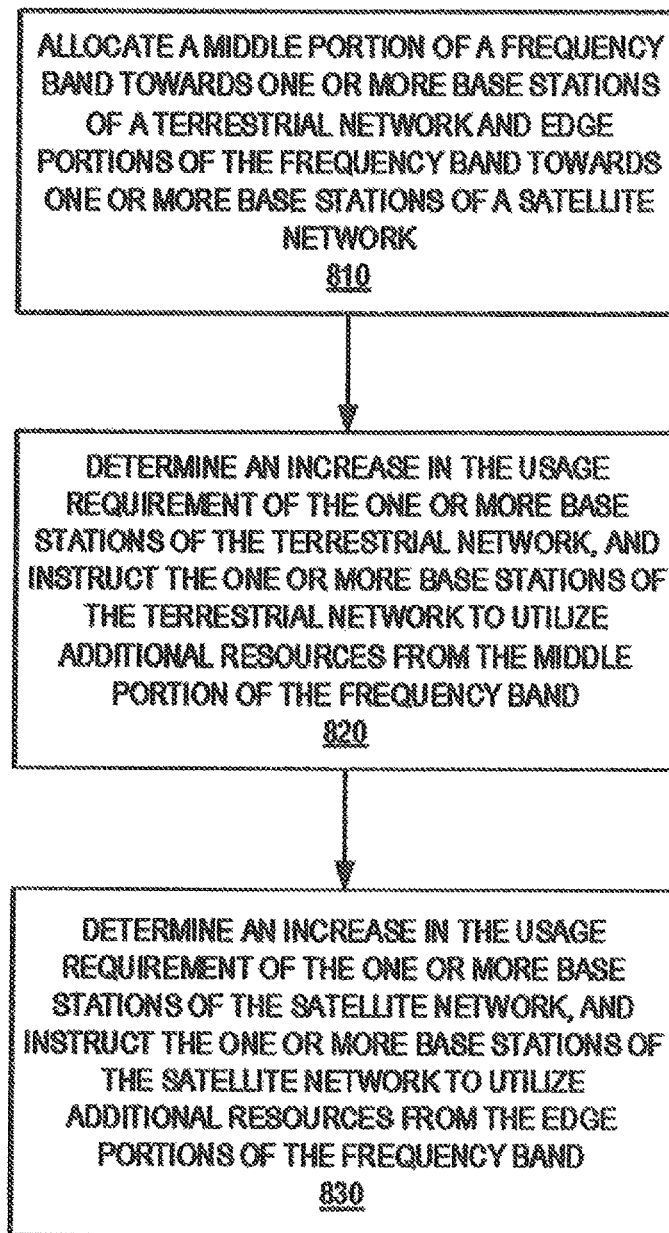 ALLOCATE A MIDDLE PORTION OF A FREQUENCY
BAND TOWARDS ONE OR MORE BASE STATIONS
OF A TERRESTRIAL NETWORK AND EDGE
PORTIONS OF THE FREQUENCY BAND TOWARDS
ONE OR MORE BASE STATIONS OF A SATELLITE
NETWORK
810
DETERMINE AN INCREASE IN THE USAGE
REQUIREMENT OF THE ONE OR MORE BASE
STATIONS OF THE TERRESTRIAL NETWORK, AND
INSTRUCT THE ONE OR MORE BASE STATIONS OF
THE TERRESTRIAL NETWORK TO UTILIZE
ADDITIONAL RESOURCES FROM THE MIDDLE
PORTION OF THE FREQUENCY BAND
820
DETERMINE AN INCREASE IN THE USAGE
REQUIREMENT OF THE ONE OR MORE BASE
STATIONS OF THE SATELLITE NETWORK, AND
INSTRUCT THE ONE OR MORE BASE STATIONS OF
THE SATELLITE NETWORK TO UTILIZE
ADDITIONAL RESOURCES FROM THE EDGE
PORTIONS OF THE FREQUENCY BAND
830